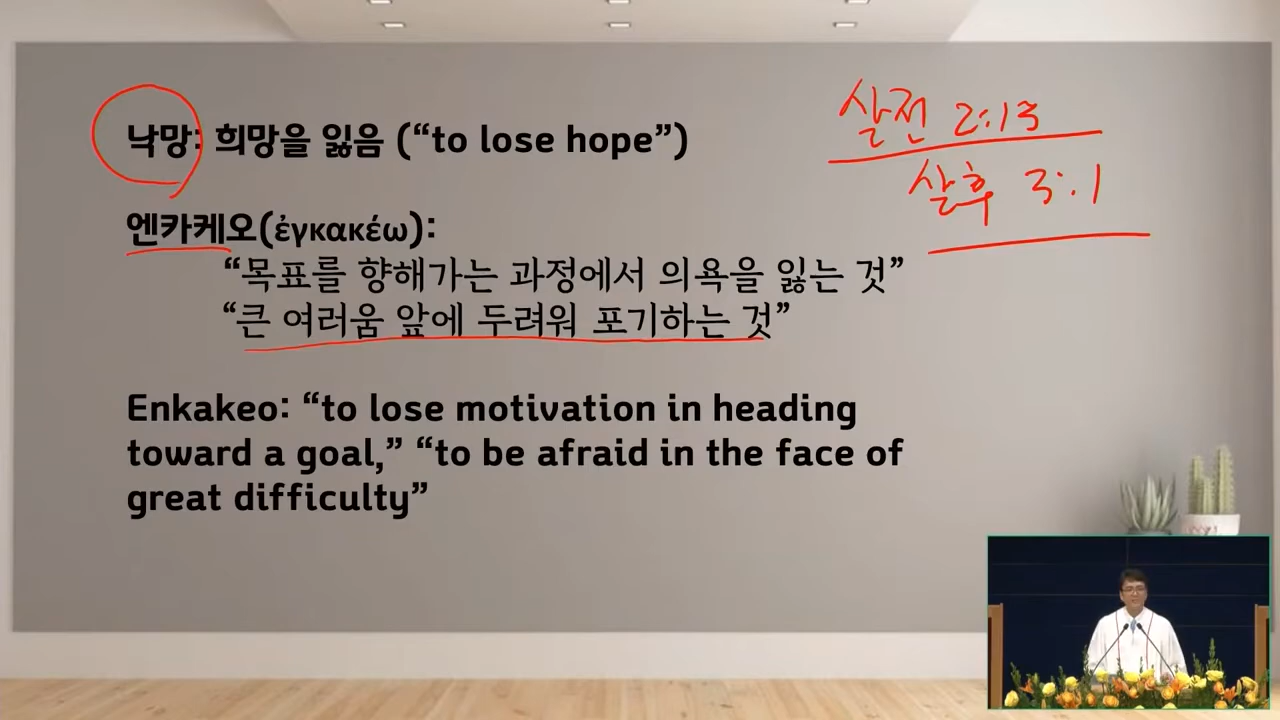 낙망: 희망을 잃음 (“to lose hope”)
살전 2:13
살후 3:1
엔카케오(ἐγκακέω):
“목표를 향해가는 과정에서 의욕을 잃는 것”
“큰 여러움 앞에 두려워 포기하는 것”
Enkakeo: “to lose motivation in heading
toward a goal,” “to be afraid in the face of
great difficulty”